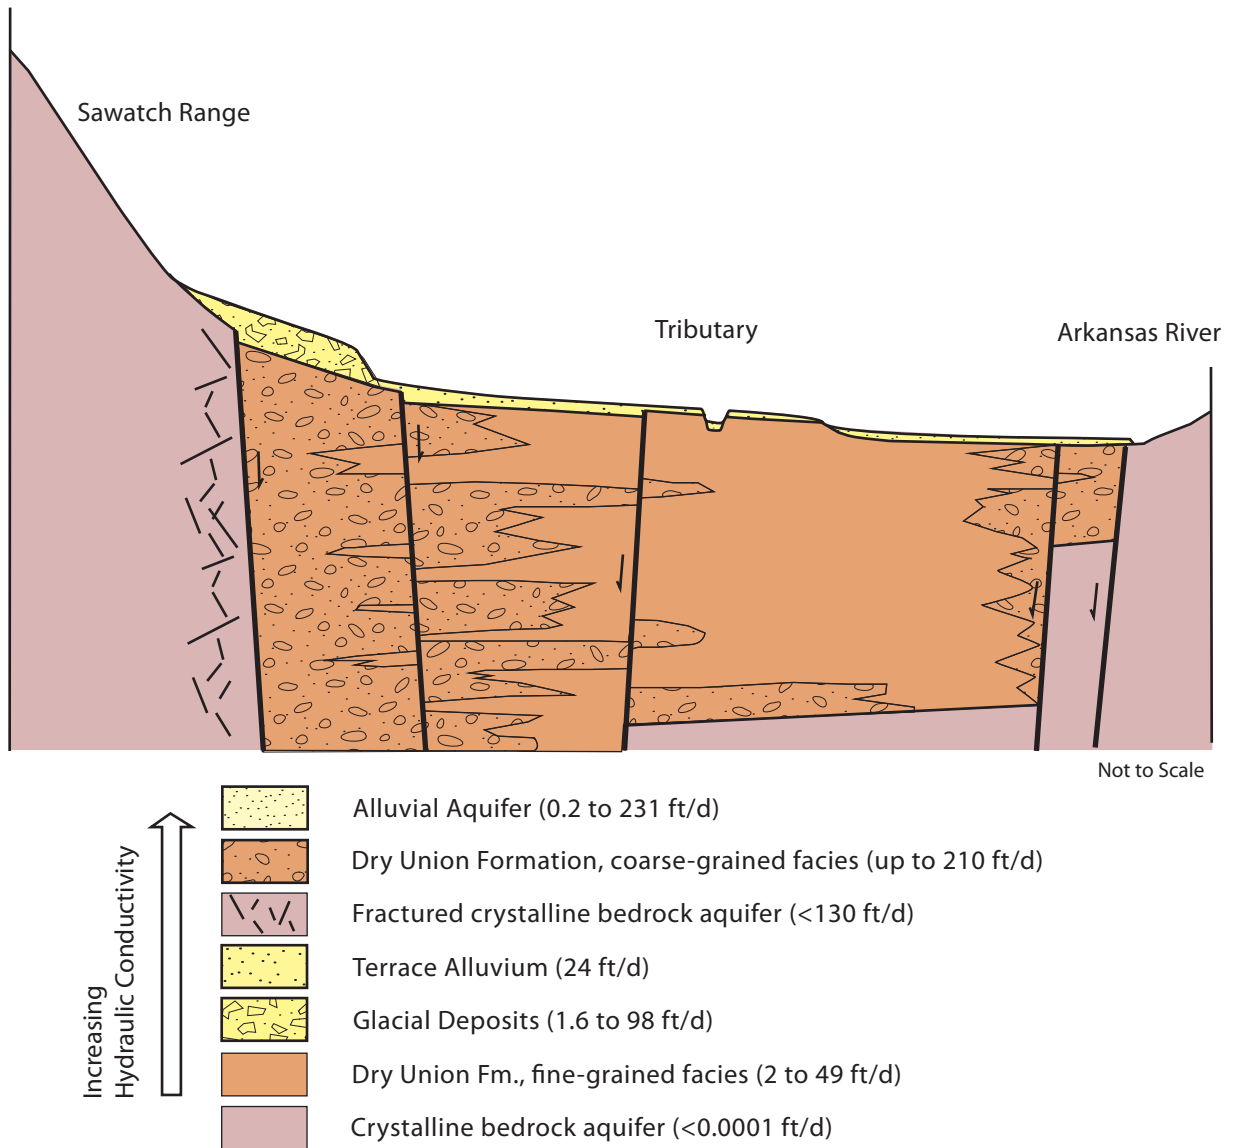 Sawatch Range
Tributary
Arkansas River
Not to Scale
Increasing
Hydraulic Conductivity
Alluvial Aquifer (0.2 to 231 ft/d)
Dry Union Formation, coarse-grained facies (up to 210 ft/d)
Fractured crystalline bedrock aquifer (<130 ft/d)
Terrace Alluvium (24 ft/d)
Glacial Deposits (1.6 to 98 ft/d)
Dry Union Fm., fine-grained facies (2 to 49 ft/d)
Crystalline bedrock aquifer (<0.0001 ft/d)